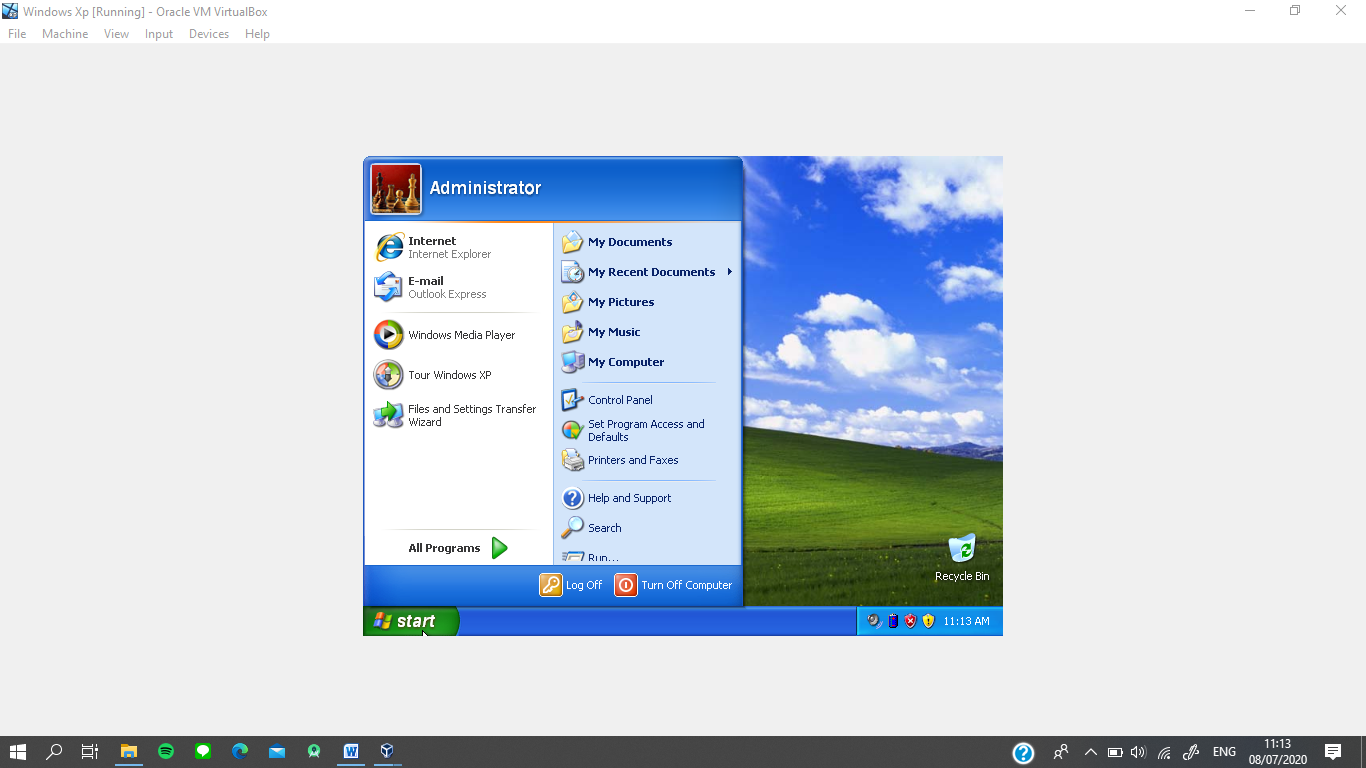 Windows Xp [Running] - Oracle VM VirtualBox
File Machine View Input Devices Help
Administrator
Internet
Internet Explorer
E-mail
Outlook Express
Windows Media Player
Tour Windows XP
Files and Settings Transfer
Wizard
All Programs
My Documents
My Recent Documents
My Pictures
My Music
My Computer
Control Panel
Set Program Access and
Defaults
Printers and Faxes
Help and Support
Search
Run...
Log Off Turn Off Computer
Recycle Bin
start
11:13 AM
ENG
11:13
08/07/2020